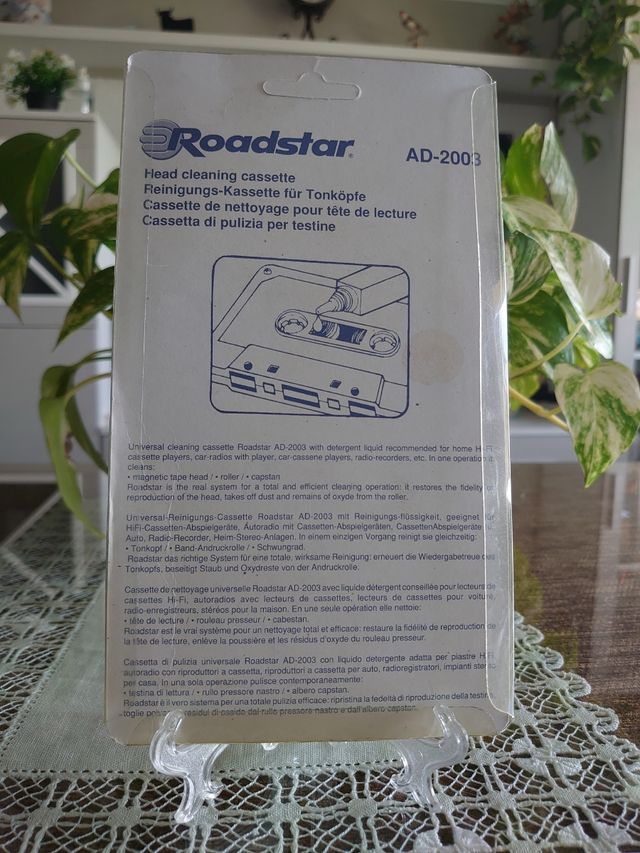 Roadstar®
AD-2003
Head cleaning cassette
Reinigungs-Kassette für Tonköpfe
Cassette de nettoyage pour tête de lecture
Cassetta di pulizia per testine
Universal cleaning cassette Roadstar AD-2003 with detergent liquid recommended for home Hi-Fi
cassette players, car-radios with player, car-cassene players, radio-recorders, etc. In one operation it
cleans:
• magnetic tape head / • roller / • capstan
Roadstar is the real system for a total and efficient cleaning operation: it restores the fidelity of
reproduction of the head, takes off dust and remains of oxyde from the roller.
Universal-Reinigungs-Cassette Roadstar AD-2003 mit Reinigungs-flüssigkeit, geeignet für
HiFi-Cassetten-Abspielgeräte, Autoradio mit Cassetten-Abspielgeräten, CassettenAbspielgeräte für
Auto, Radio-Recorder, Heim-Stereo-Anlagen. In einem einzigen Vorgang reinigt sie gleichzeitig:
• Tonkopf / • Band-Andruckrolle / • Schwungrad.
Roadstar das richtige System für eine totale, wirksame Reinigung: erneuert die Wiedergabetreue des
Tonkopfs, beseitigt Staub und Oxydreste von der Andruckrolle.
Cassette de nettoyage universelle Roadstar AD-2003 avec liquide détergent conseillée pour lecteurs de
cassettes Hi-Fi, autoradios avec lecteurs de cassettes, lecteurs de cassettes pour voiture,
radio-enregistreurs, stéréos pour la maison. En une seule opération elle nettoie:
• tête de lecture / • rouleau presseur / • cabestan.
Roadstar est le vrai système pour un nettoyage total et efficace: restaure la fidélité de reproduction de
la tête de lecture, enlève la poussière et les résidus d'oxyde du rouleau presseur.
Cassetta di pulizia universale Roadstar AD-2003 con liquido detergente adatta per piastre Hi-Fi,
autoradio con riproduttori a cassetta, riproduttori a cassetta per auto, radioregistratori, impianti stereo
per casa. In una sola operazione pulisce contemporaneamente:
• testina di lettura / • rullo pressore nastro / • albero capstan.
Roadstar è il vero sistema per una totale pulizia efficace: ripristina la fedeltà di riproduzione della testina,
toglie residui di ossido dal rullo pressore nastro e dall'albero capstan.